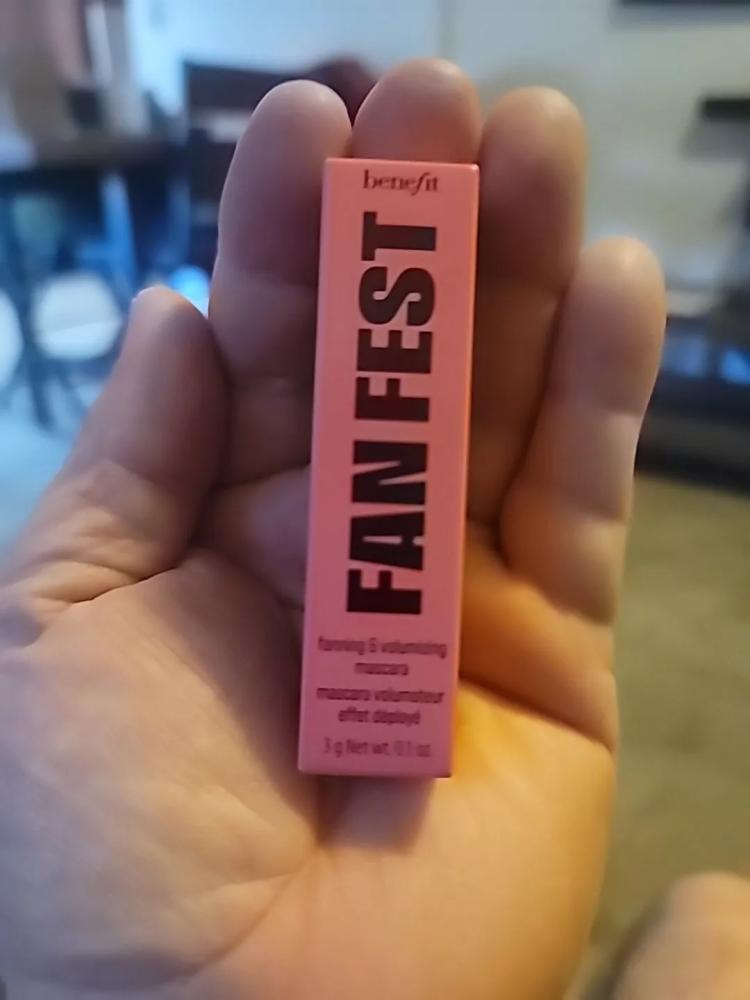 benefit
FAN FEST
fanning & volumizing
mascara
mascara volumateur
effet déployé
3 g Net wt. 0.1 oz.